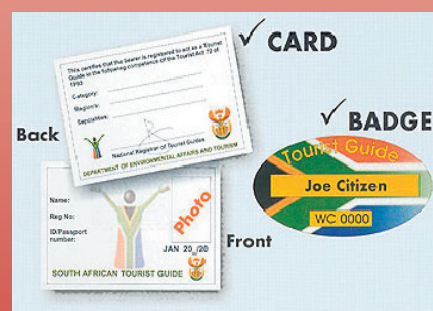 ✓ CARD
This certifies that the bearer is registered to act as a Tourist
Guide in the following competence of the Tourist Act 70 of
1993
Category:
Region/s:
Specialities:
National Registrar of Tourist Guides
DEPARTMENT OF ENVIRONMENTAL AFFAIRS AND TOURISM
Back
✓ BADGE
Tourist Guide
Joe Citizen
WC 0000
Name:
Reg No:
ID/Passport
number:
Photo
JAN 20 /20
SOUTH AFRICAN TOURIST GUIDE
Front